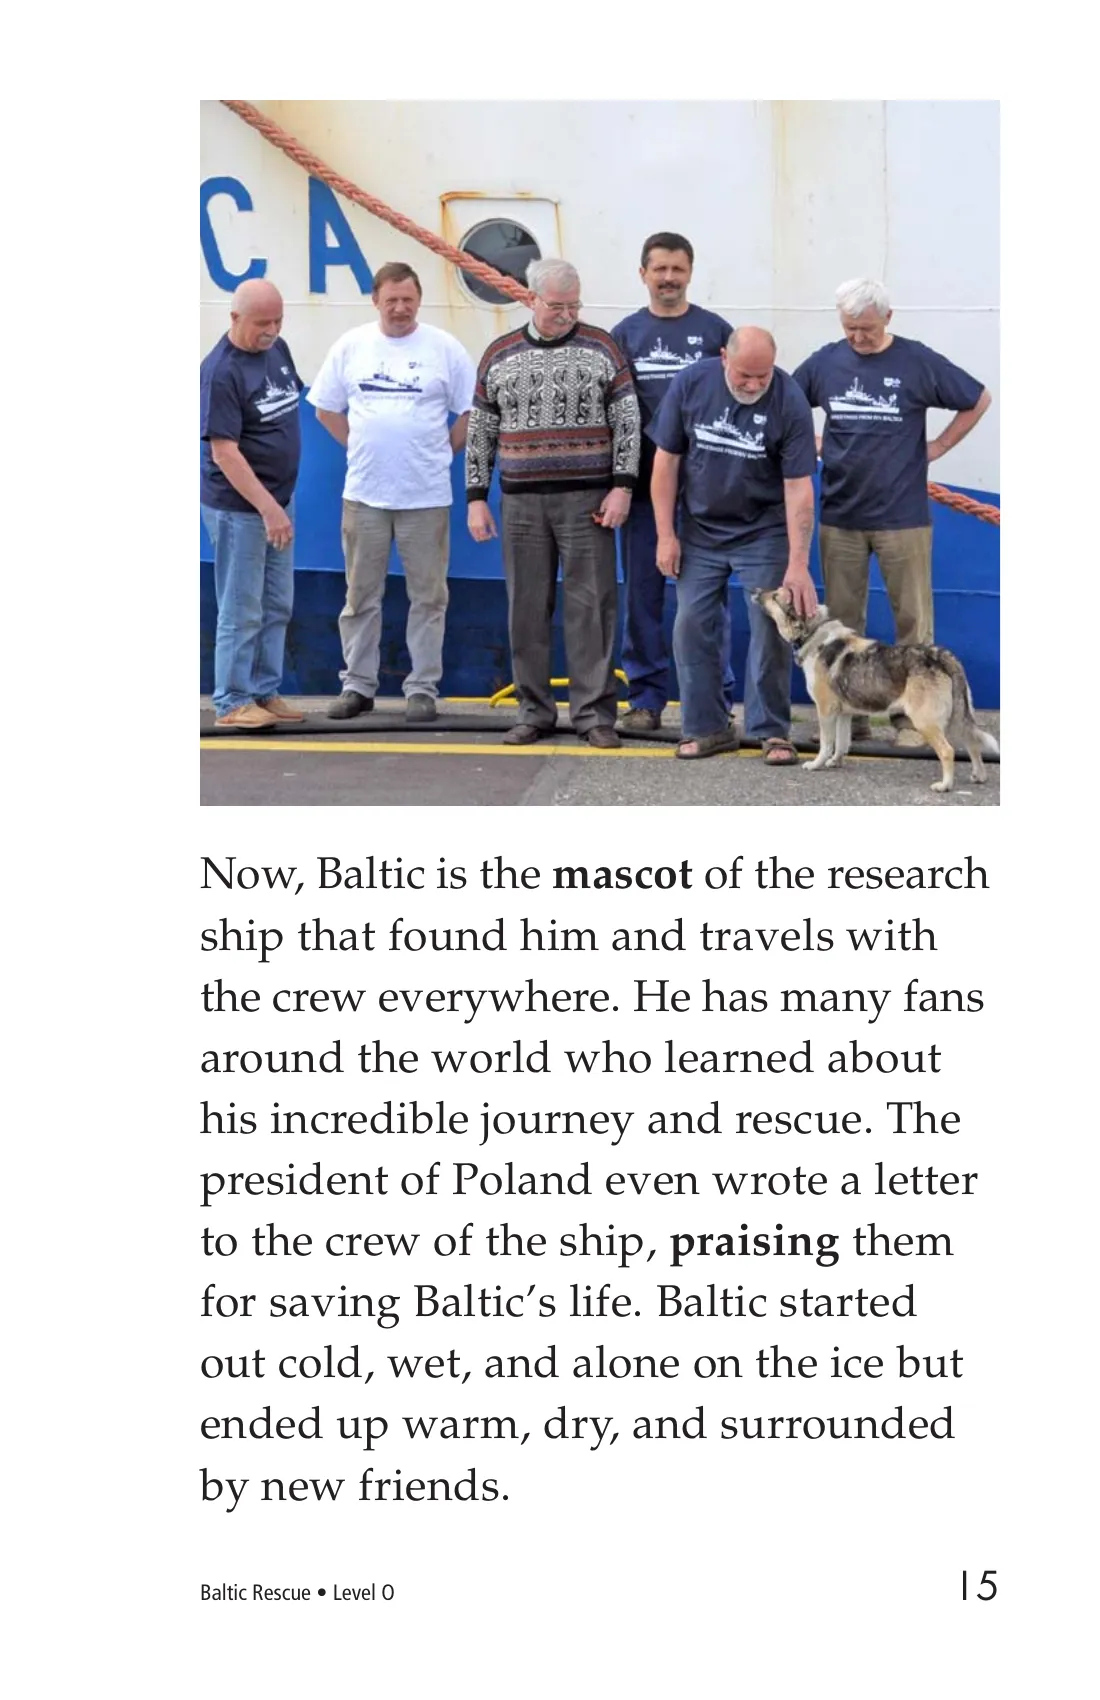 CA
Now, Baltic is the mascot of the research
ship that found him and travels with
the crew everywhere. He has many fans
around the world who learned about
his incredible journey and rescue. The
president of Poland even wrote a letter
to the crew of the ship, praising them
for saving Baltic’s life. Baltic started
out cold, wet, and alone on the ice but
ended up warm, dry, and surrounded
by new friends.
Baltic Rescue • Level O
15